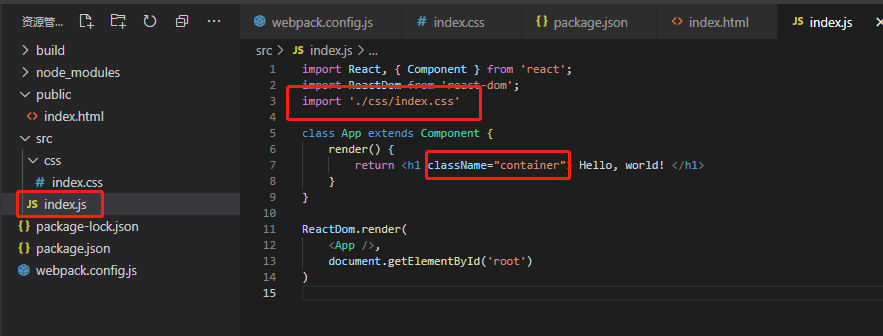 资源管... webpack.config.js index.css package.json index.html JS index.js
build
node_modules
public
index.html
src
css
index.css
JS index.js
package-lock.json
package.json
webpack.config.js
src > JS index.js > ...
1 import React, { Component } from 'react';
2 import ReactDom from 'react-dom';
3 import './css/index.css'
4
5 class App extends Component {
6 render() {
7 return <h1 className="container"> Hello, world! </h1>
8 }
9 }
10
11 ReactDom.render(
12 <App />,
13 document.getElementById('root')
14 )
15